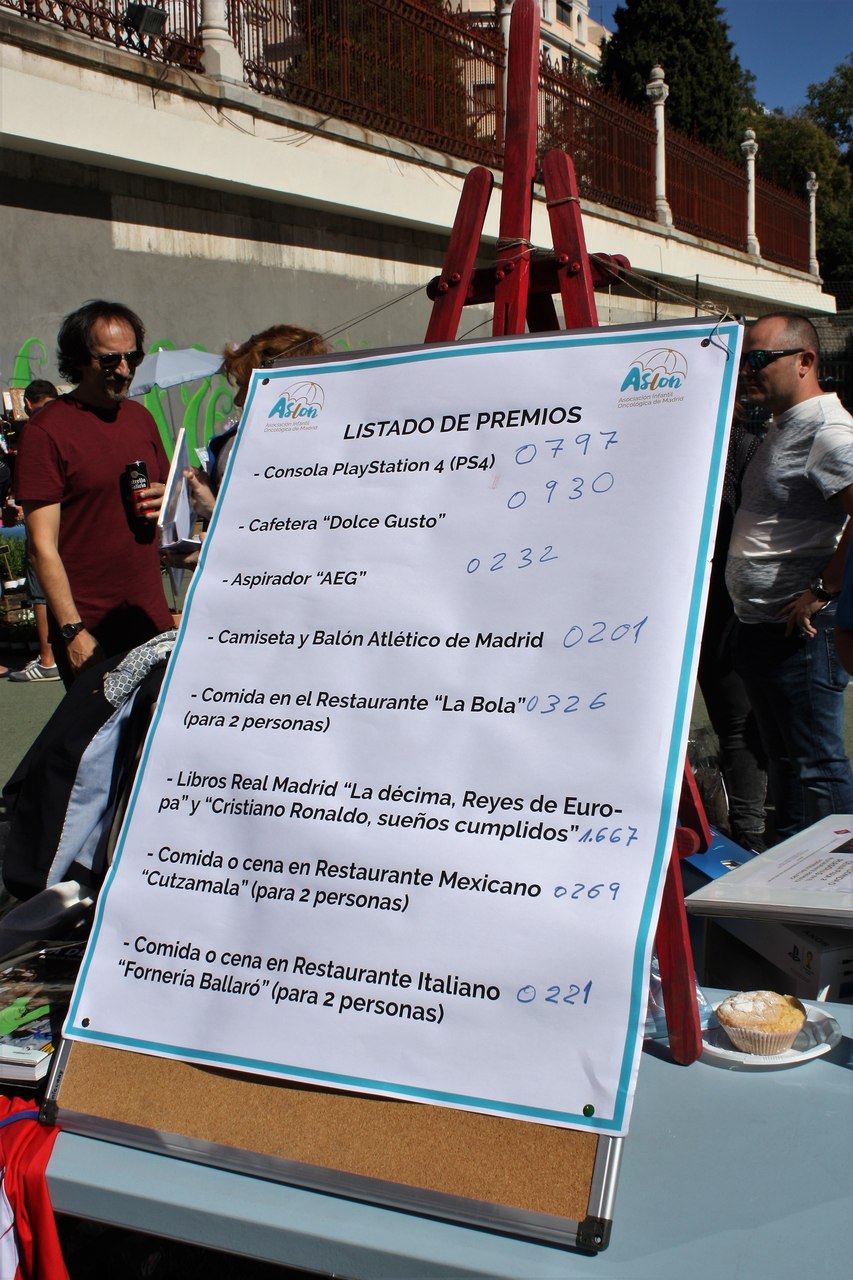 Aslon
Asociación Infantil
Oncológica de Madrid
Aslon
Asociación Infantil
Oncológica de Madrid
LISTADO DE PREMIOS
- Consola PlayStation 4 (PS4) 0797
0930
- Cafetera “Dolce Gusto”
- Aspirador “AEG” 0232
- Camiseta y Balón Atlético de Madrid 0201
- Comida en el Restaurante “La Bola” 0326
(para 2 personas)
- Libros Real Madrid “La décima, Reyes de Euro-
pa” y “Cristiano Ronaldo, sueños cumplidos” 1.667
- Comida o cena en Restaurante Mexicano 0269
“Cutzamala” (para 2 personas)
- Comida o cena en Restaurante Italiano 0221
“Fornería Ballaró” (para 2 personas)